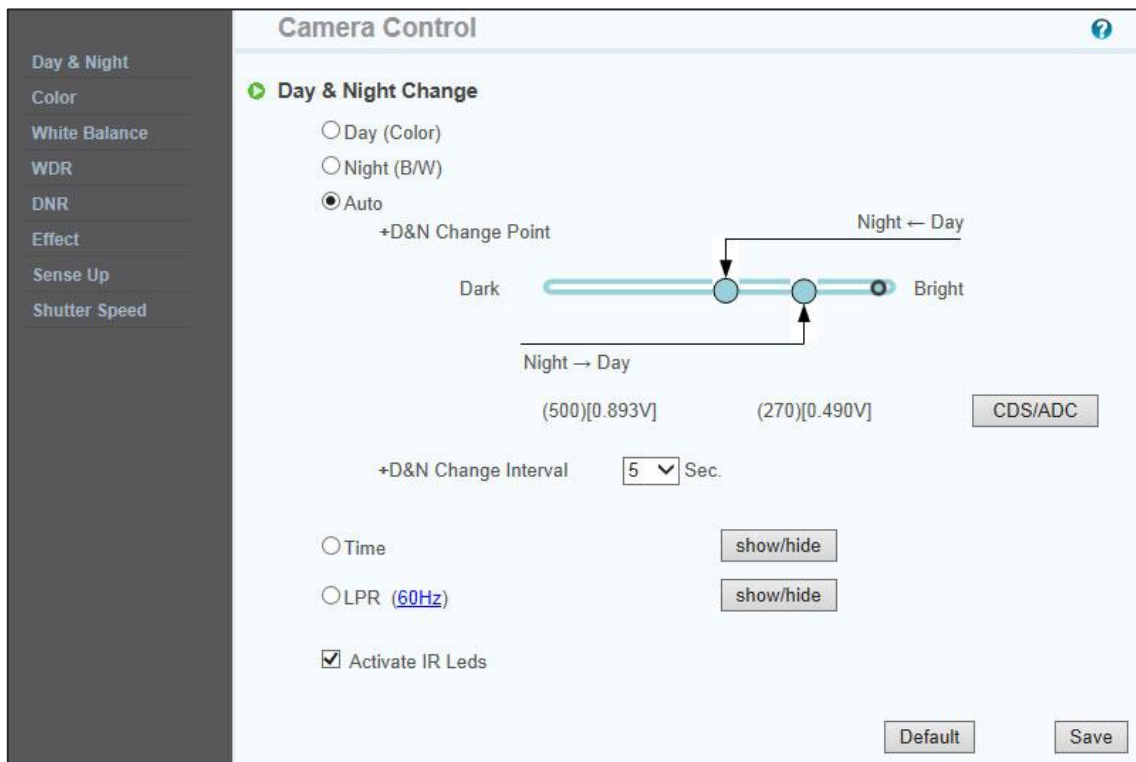 Camera Control
Day & Night
Color
White Balance
WDR
DNR
Effect
Sense Up
Shutter Speed
Day & Night Change
Day (Color)
Night (B/W)
Auto
+D&N Change Point
Night ← Day
Dark
Bright
Night → Day
(500)[0.893V] (270)[0.490V] CDS/ADC
+D&N Change Interval 5 Sec.
Time show/hide
LPR (60Hz) show/hide
Activate IR Leds
Default Save